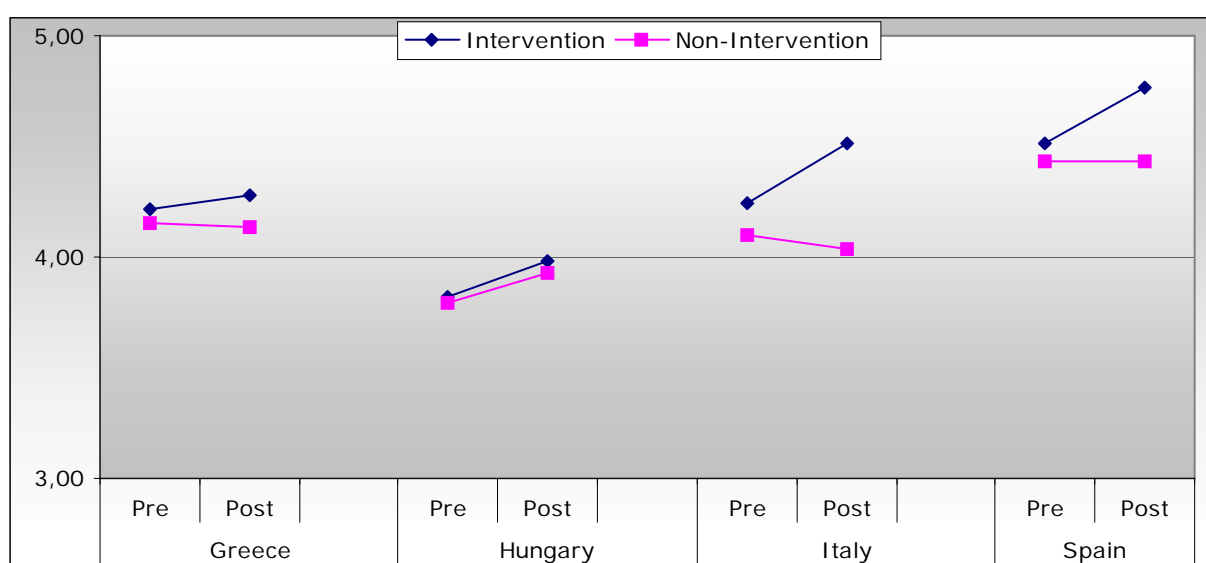 5,00
Intervention Non-Intervention
4,00
3,00
Pre Post Pre Post Pre Post Pre Post
Greece Hungary Italy Spain